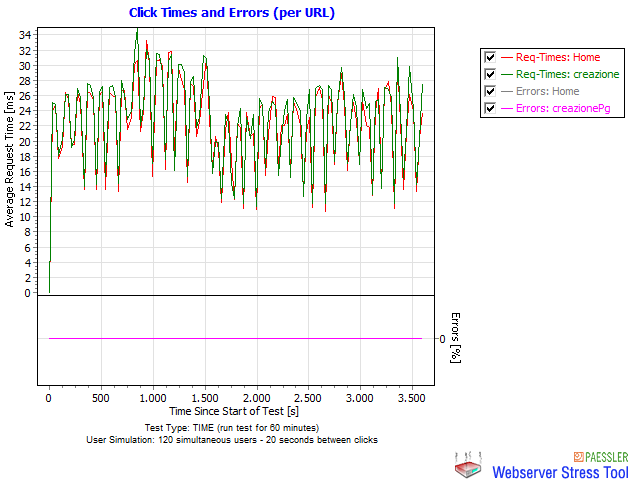 Click Times and Errors (per URL)
34
32
30
28
26
24
22
20
18
16
14
12
10
8
6
4
2
0
Average Request Time [ms]
Req-Times: Home
Req-Times: creazione
Errors: Home
Errors: creazionePg
0
Errors [%]
0 500 1.000 1.500 2.000 2.500 3.000 3.500
Time Since Start of Test [s]
Test Type: TIME (run test for 60 minutes)
User Simulation: 120 simultaneous users - 20 seconds between clicks
PAESSLER
Webserver Stress Tool